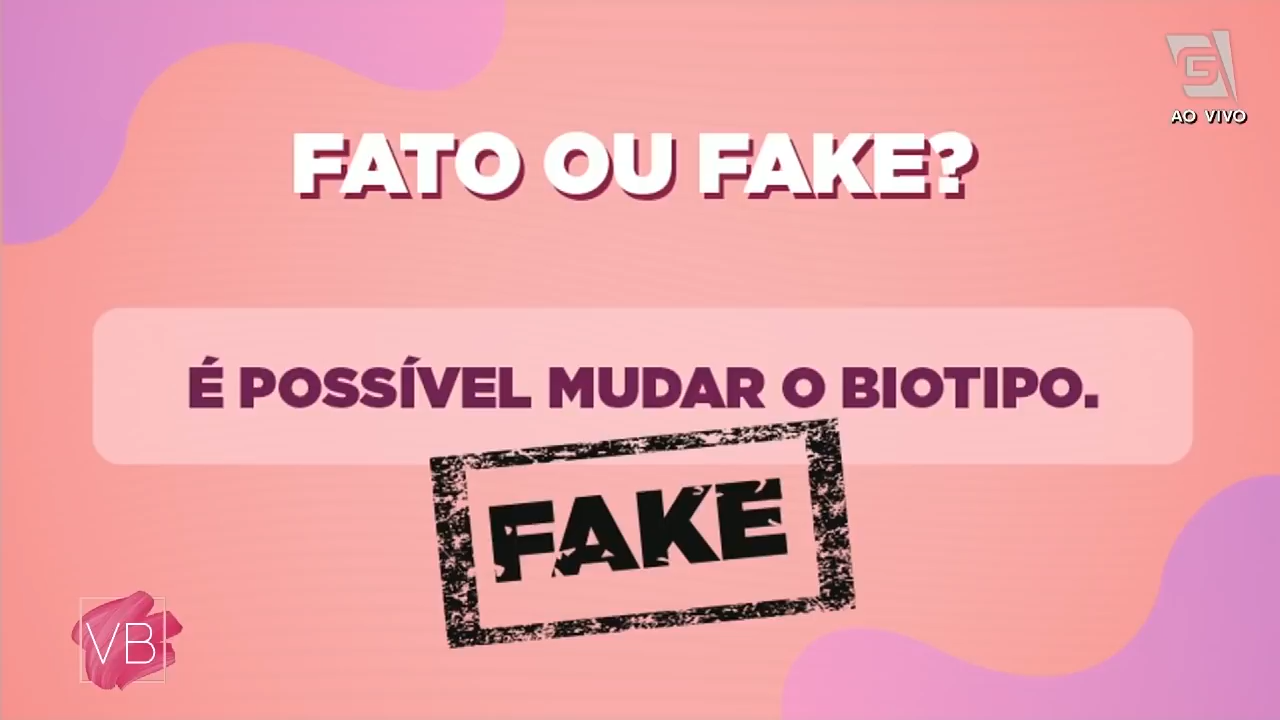 AO VIVO
FATO OU FAKE?
É POSSÍVEL MUDAR O BIOTIPO.
FAKE
VB